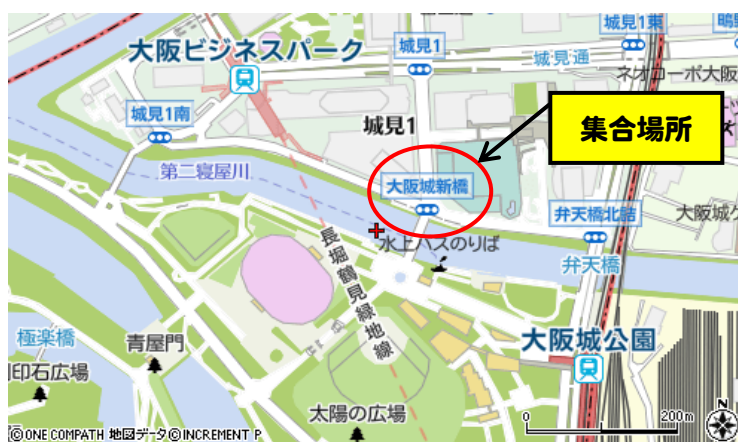 大阪ビジネスパーク
城見1
城見1東
城見通
ネオコーポ大阪
城見1南
城見1
集合場所
第二寝屋川
大阪城新橋
弁天橋北詰
大阪城
水上バスのりば
弁天橋
長堀鶴見緑地線
極楽橋
青屋門
大阪城公園
刻印石広場
太陽の広場
0
200m
N
©ONE COMPATH 地図データ©INCREMENT P